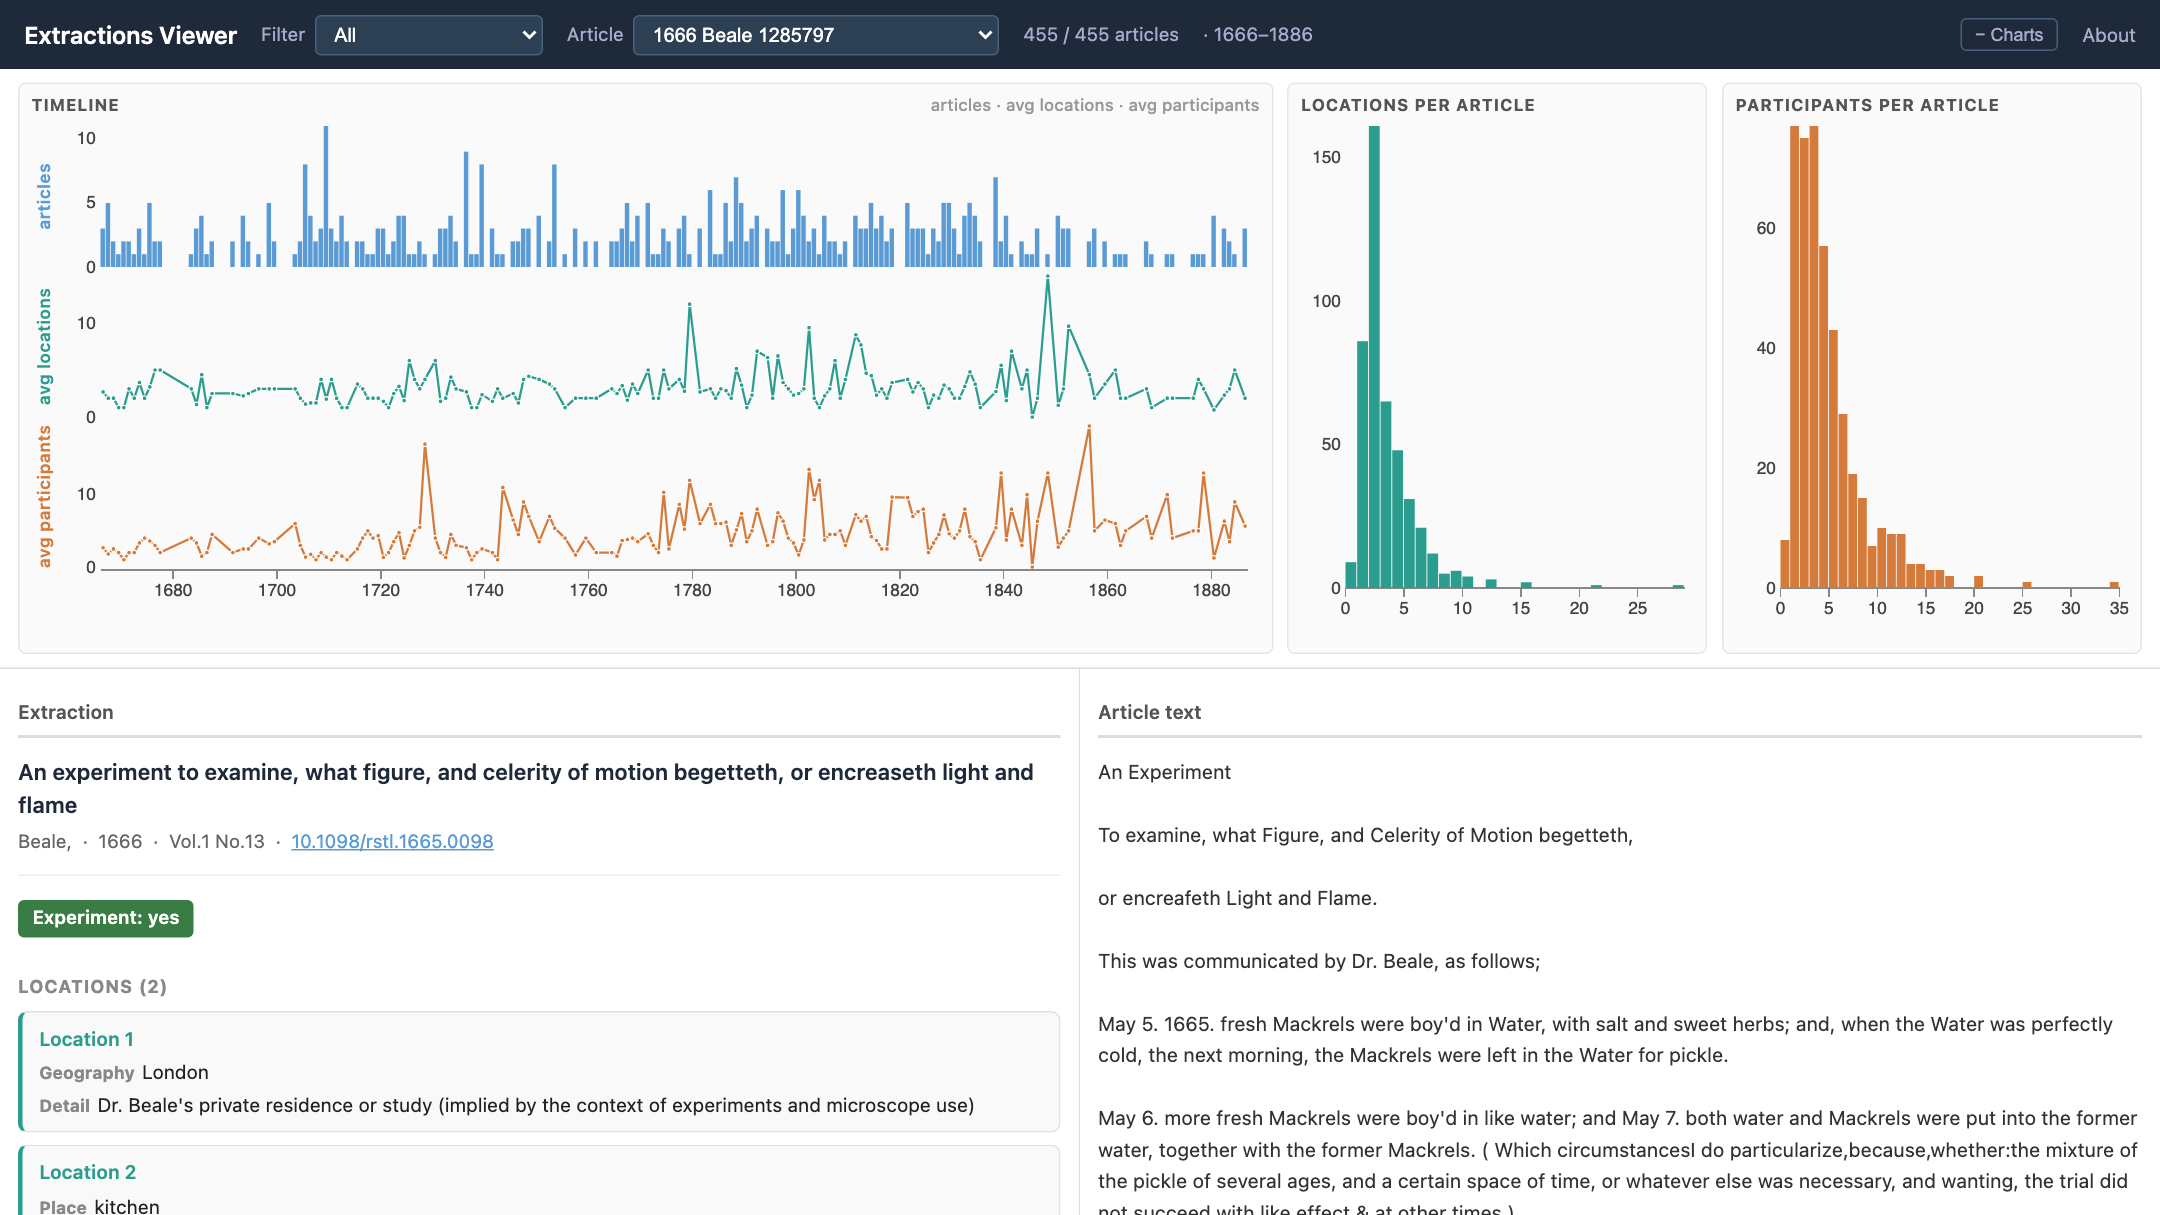 Extractions Viewer Filter All Article 1666 Beale 1285797 455 / 455 articles · 1666–1886 − Charts About
TIMELINE articles · avg locations · avg participants
articles
10
5
0
avg locations
10
0
avg participants
10
0
1680 1700 1720 1740 1760 1780 1800 1820 1840 1860 1880
LOCATIONS PER ARTICLE
150
100
50
0
0 5 10 15 20 25
PARTICIPANTS PER ARTICLE
60
40
20
0
0 5 10 15 20 25 30 35
Extraction
An experiment to examine, what figure, and celerity of motion begetteth, or encreaseth light and
flame
Beale, · 1666 · Vol.1 No.13 · 10.1098/rstl.1665.0098
Experiment: yes
LOCATIONS (2)
Location 1
Geography London
Detail Dr. Beale's private residence or study (implied by the context of experiments and microscope use)
Location 2
Place kitchen
Article text
An Experiment
To examine, what Figure, and Celerity of Motion begetteth,
or encreafeth Light and Flame.
This was communicated by Dr. Beale, as follows;
May 5. 1665. fresh Mackrels were boy'd in Water, with salt and sweet herbs; and, when the Water was perfectly
cold, the next morning, the Mackrels were left in the Water for pickle.
May 6. more fresh Mackrels were boy'd in like water; and May 7. both water and Mackrels were put into the former
water, together with the former Mackrels. ( Which circumstancesI do particularize,because,whether:the mixture of
the pickle of several ages, and a certain space of time, or whatever else was necessary, and wanting, the trial did
not succeed with like effect & at other times.)